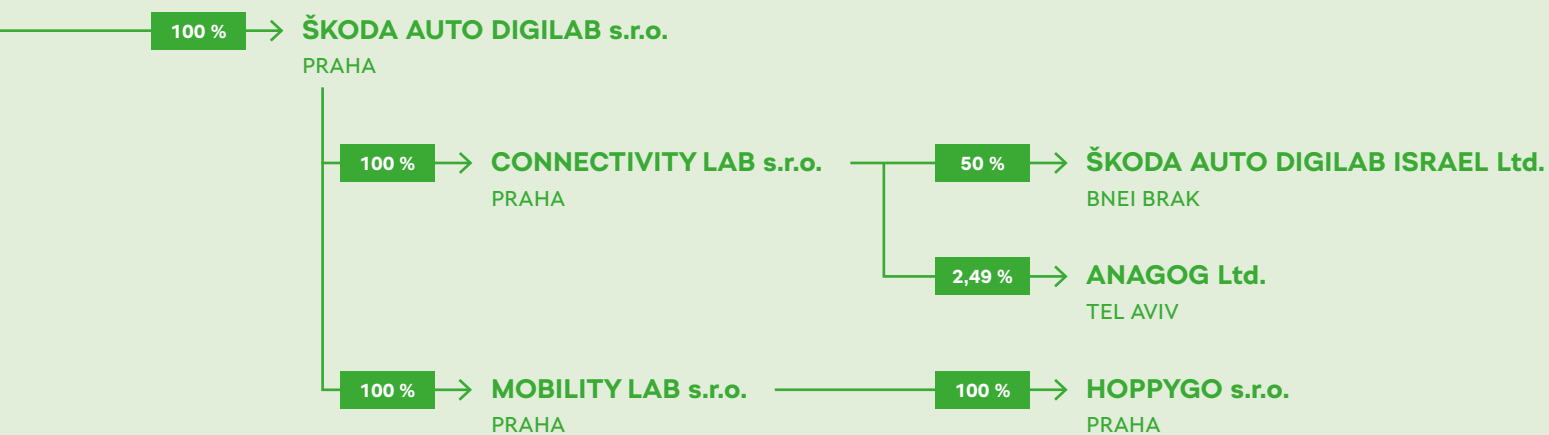 100 %
ŠKODA AUTO DIGILAB s.r.o.
PRAHA
100 %
CONNECTIVITY LAB s.r.o.
PRAHA
50 %
ŠKODA AUTO DIGILAB ISRAEL Ltd.
BNEI BRAK
2,49 %
ANAGOG Ltd.
TEL AVIV
100 %
MOBILITY LAB s.r.o.
PRAHA
100 %
HOPPYGO s.r.o.
PRAHA